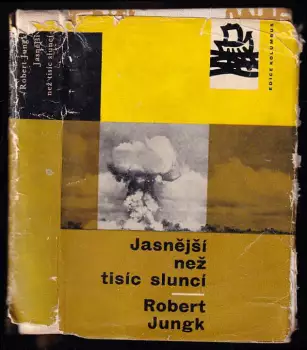 Robert Jungk
Jasnější
než tisíc sluncí
EDICE KOLUMBUS
Jasnější
než
tisíc sluncí
Robert
Jungk